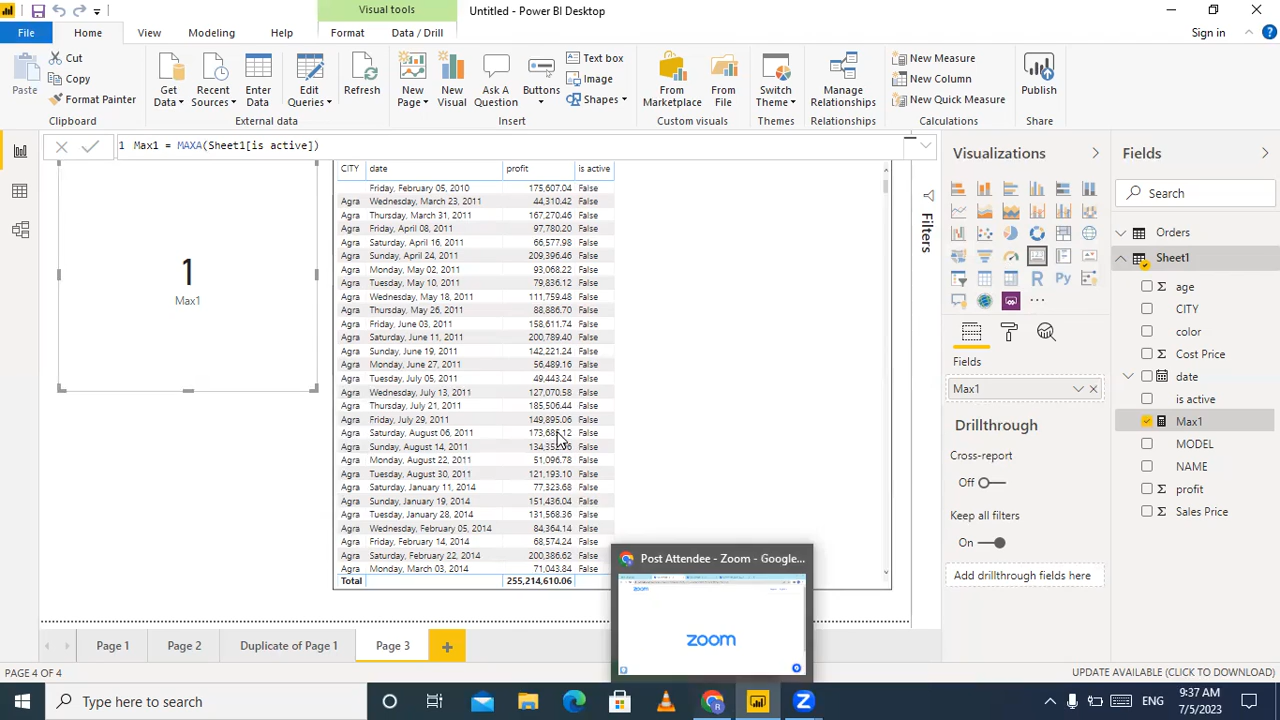 Visual tools
Untitled - Power BI Desktop
File
Home
View
Modeling
Help
Format
Data / Drill
Sign in
Paste
Cut
Copy
Format Painter
Clipboard
Get Data
Recent Sources
Enter Data
Edit Queries
Refresh
External data
New Page
New Visual
Ask A Question
Buttons
Text box
Image
Shapes
Insert
From Marketplace
From File
Custom visuals
Switch Theme
Themes
Manage Relationships
Relationships
New Measure
New Column
New Quick Measure
Calculations
Publish
Share
1 Max1 = MAXA(Sheet1[is active])
1
Max1
CITY date profit is active
Friday, February 05, 2010 175,607.04 False
Agra Wednesday, March 23, 2011 44,310.42 False
Agra Thursday, March 31, 2011 167,270.46 False
Agra Friday, April 08, 2011 97,780.20 False
Agra Saturday, April 16, 2011 66,577.98 False
Agra Sunday, April 24, 2011 209,396.46 False
Agra Monday, May 02, 2011 93,068.22 False
Agra Tuesday, May 10, 2011 79,836.12 False
Agra Wednesday, May 18, 2011 111,759.48 False
Agra Thursday, May 26, 2011 88,886.70 False
Agra Friday, June 03, 2011 158,611.74 False
Agra Saturday, June 11, 2011 200,789.40 False
Agra Sunday, June 19, 2011 142,221.24 False
Agra Monday, June 27, 2011 56,489.16 False
Agra Tuesday, July 05, 2011 49,443.24 False
Agra Wednesday, July 13, 2011 127,070.58 False
Agra Thursday, July 21, 2011 185,506.44 False
Agra Friday, July 29, 2011 149,895.06 False
Agra Saturday, August 06, 2011 False
Agra Sunday, August 14, 2011 False
Agra Monday, August 22, 2011 51,096.78 False
Agra Tuesday, August 30, 2011 121,193.10 False
Agra Saturday, January 11, 2014 77,323.68 False
Agra Sunday, January 19, 2014 151,436.04 False
Agra Tuesday, January 28, 2014 131,568.36 False
Agra Wednesday, February 05, 2014 84,364.14 False
Agra Friday, February 14, 2014 68,574.24 False
Agra Saturday, February 22, 2014 200,386.62 False
Agra Monday, March 03, 2014 71,043.84 False
Total 255,214,610.06
Filters
Visualizations
R
Py
Fields
Max1
Drillthrough
Cross-report
Off
Keep all filters
On
Add drillthrough fields here
Fields
Search
Orders
Sheet1
age
CITY
color
Cost Price
date
is active
Max1
MODEL
NAME
profit
Sales Price
Post Attendee - Zoom - Google...
zoom
zoom
Page 1
Page 2
Duplicate of Page 1
Page 3
PAGE 4 OF 4
UPDATE AVAILABLE (CLICK TO DOWNLOAD)
Type here to search
ENG
9:37 AM
7/5/2023